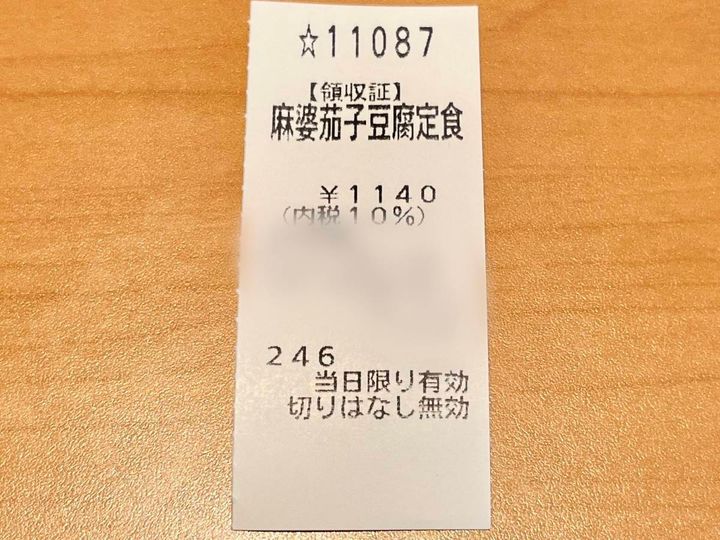 ☆11087
【領収証】
麻婆茄子豆腐定食
¥1140
(内税10%)
246
当日限り有効
切りはなし無効